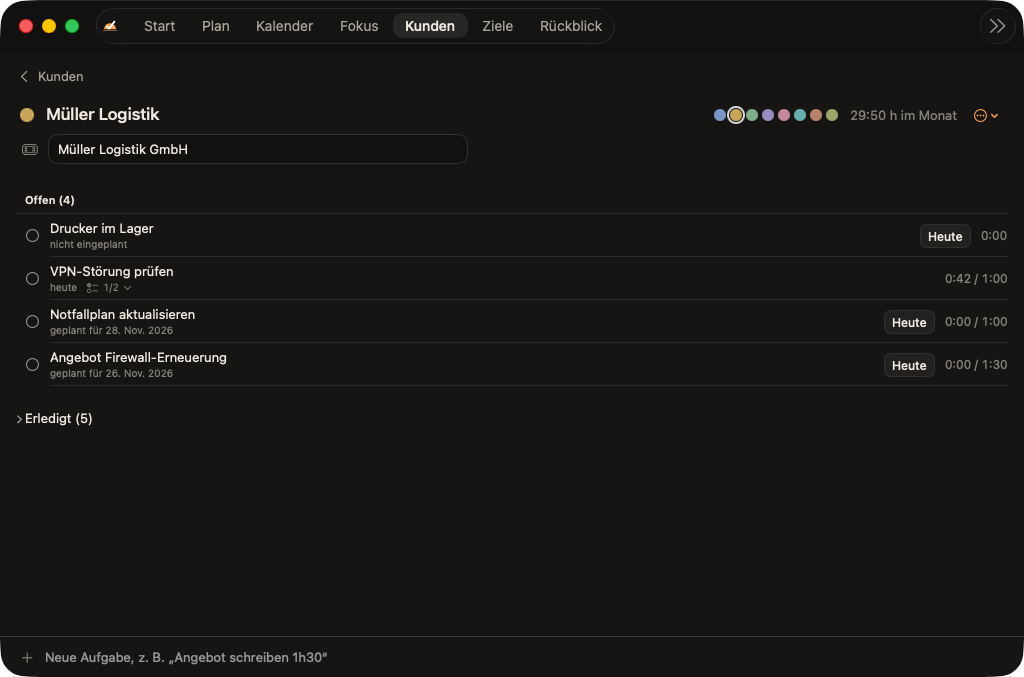 Start Plan Kalender Fokus Kunden Ziele Rückblick
Kunden
Müller Logistik
29:50 h im Monat
Müller Logistik GmbH
Offen (4)
Drucker im Lager
nicht eingeplant
Heute 0:00
VPN-Störung prüfen
heute 1/2
0:42 / 1:00
Notfallplan aktualisieren
geplant für 28. Nov. 2026
Heute 0:00 / 1:00
Angebot Firewall-Erneuerung
geplant für 26. Nov. 2026
Heute 0:00 / 1:30
Erledigt (5)
Neue Aufgabe, z. B. „Angebot schreiben 1h30“